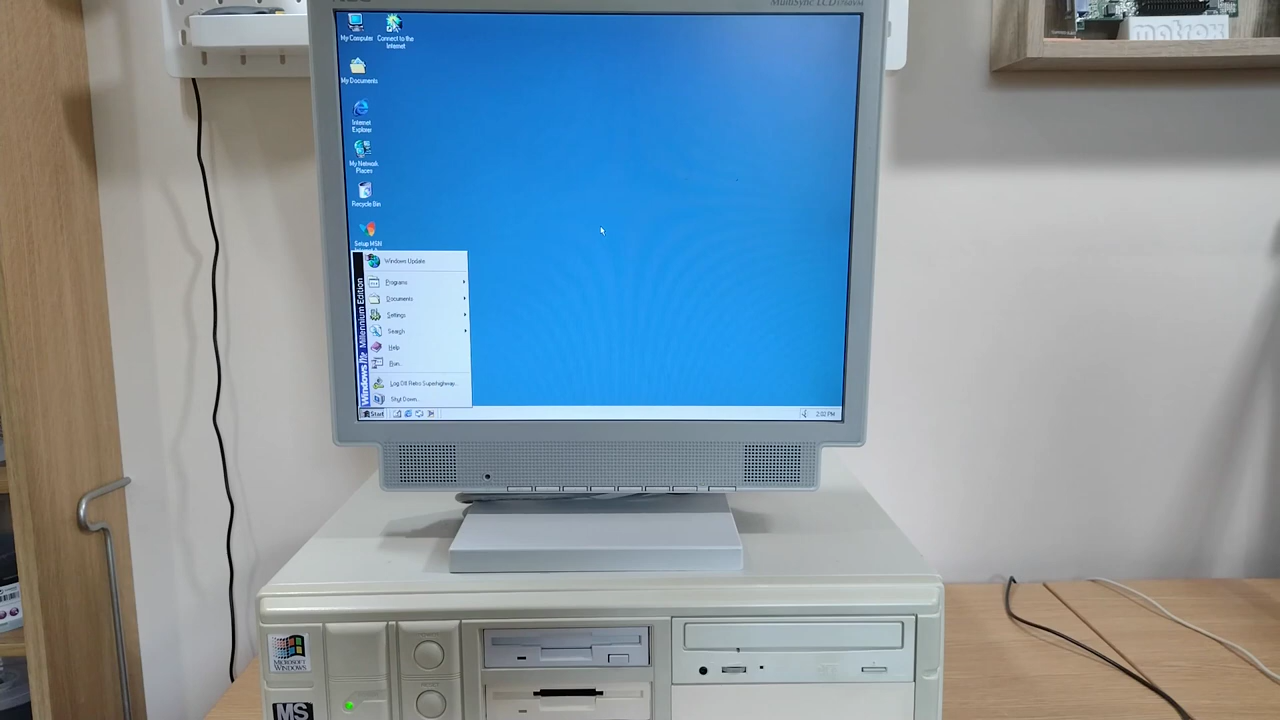 NEC
MultiSync LCD
matrox
My Computer
Connect to the
Internet
My Documents
Internet
Explorer
My Network
Places
Recycle Bin
Setup MSN
Windows Update
Programs
Documents
Settings
Search
Help
Run...
Log Off Retro Superhighway...
Shut Down...
Windows Me Millennium Edition
Start
2:02 PM
MICROSOFT
WINDOWS
MS